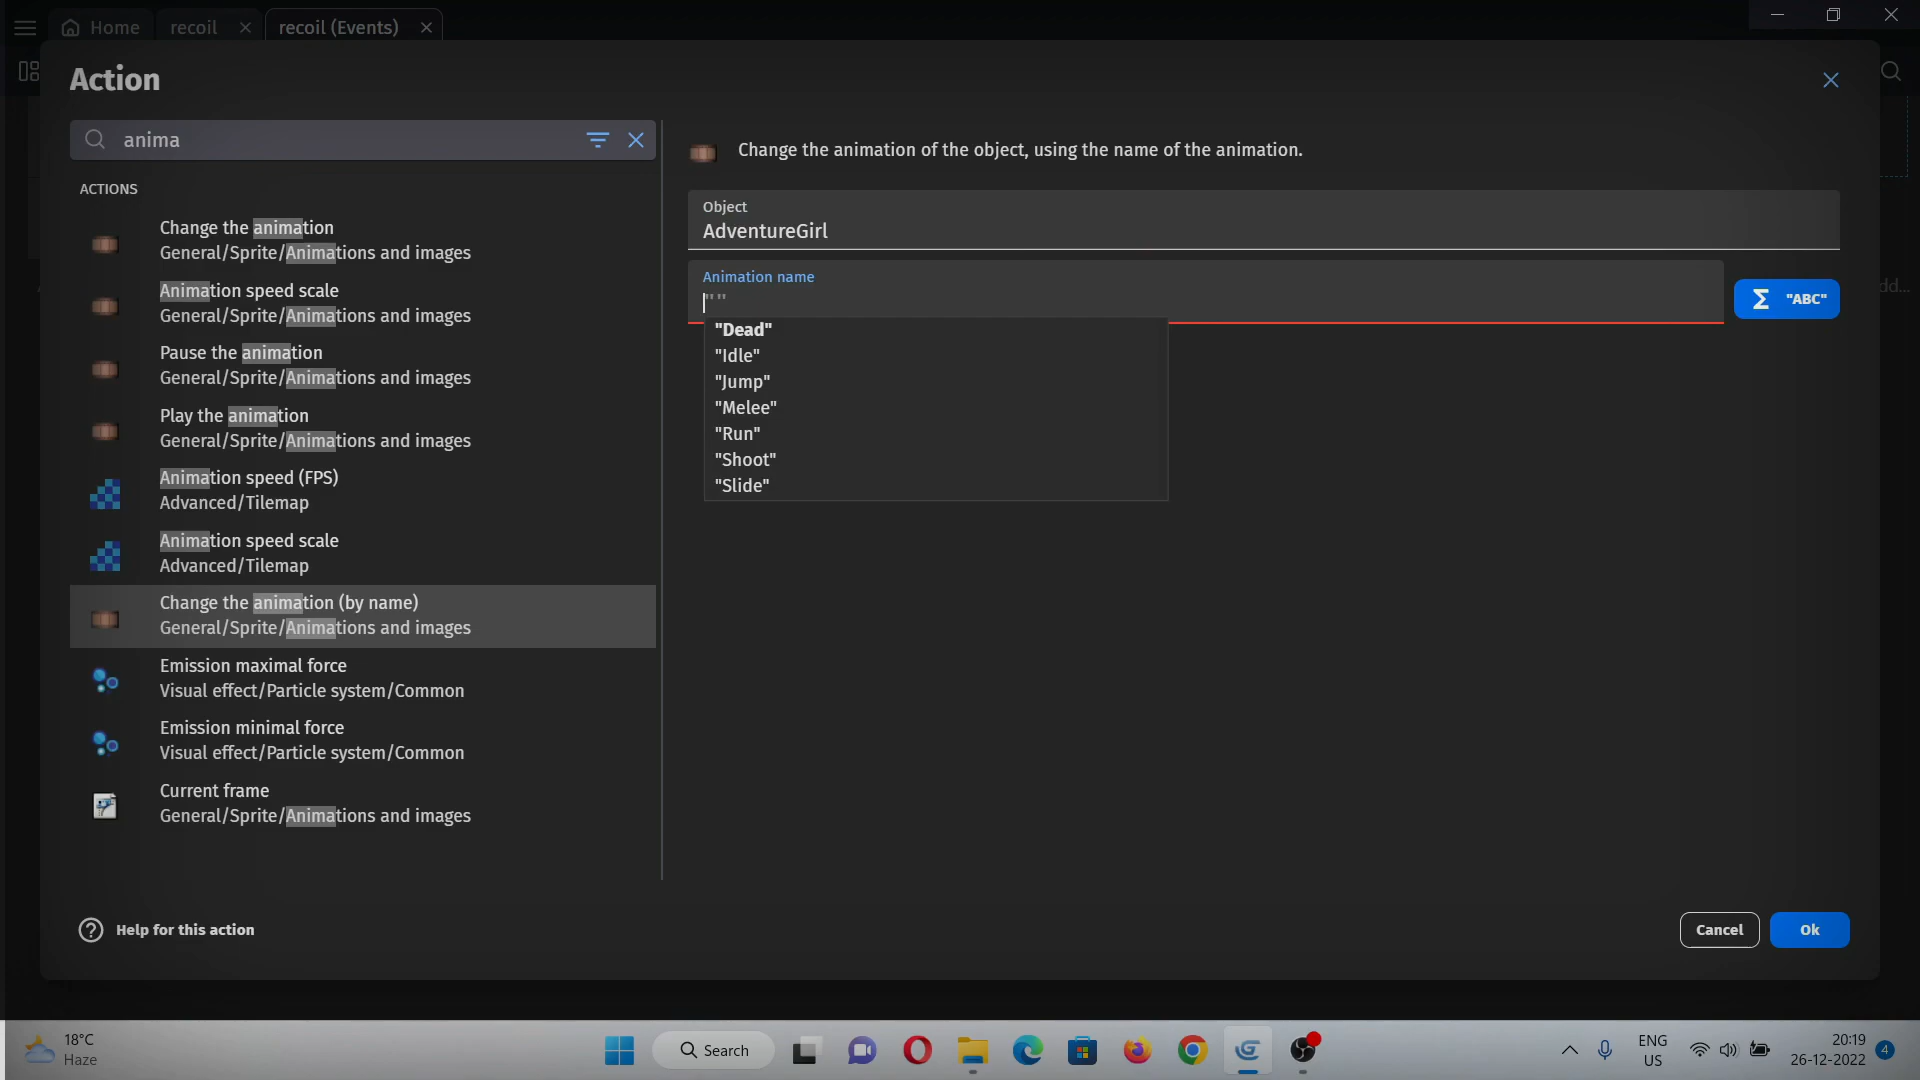 Home
recoil
recoil (Events)
Action
anima
Change the animation of the object, using the name of the animation.
ACTIONS
Object
AdventureGirl
Change the animation
General/Sprite/Animations and images
Animation name
" "
Σ "ABC"
Animation speed scale
General/Sprite/Animations and images
"Dead"
"Idle"
"Jump"
"Melee"
"Run"
"Shoot"
"Slide"
Pause the animation
General/Sprite/Animations and images
Play the animation
General/Sprite/Animations and images
Animation speed (FPS)
Advanced/Tilemap
Animation speed scale
Advanced/Tilemap
Change the animation (by name)
General/Sprite/Animations and images
Emission maximal force
Visual effect/Particle system/Common
Emission minimal force
Visual effect/Particle system/Common
Current frame
General/Sprite/Animations and images
Help for this action
Cancel
Ok
18°C
Haze
Search
ENG
US
20:19
26-12-2022
4